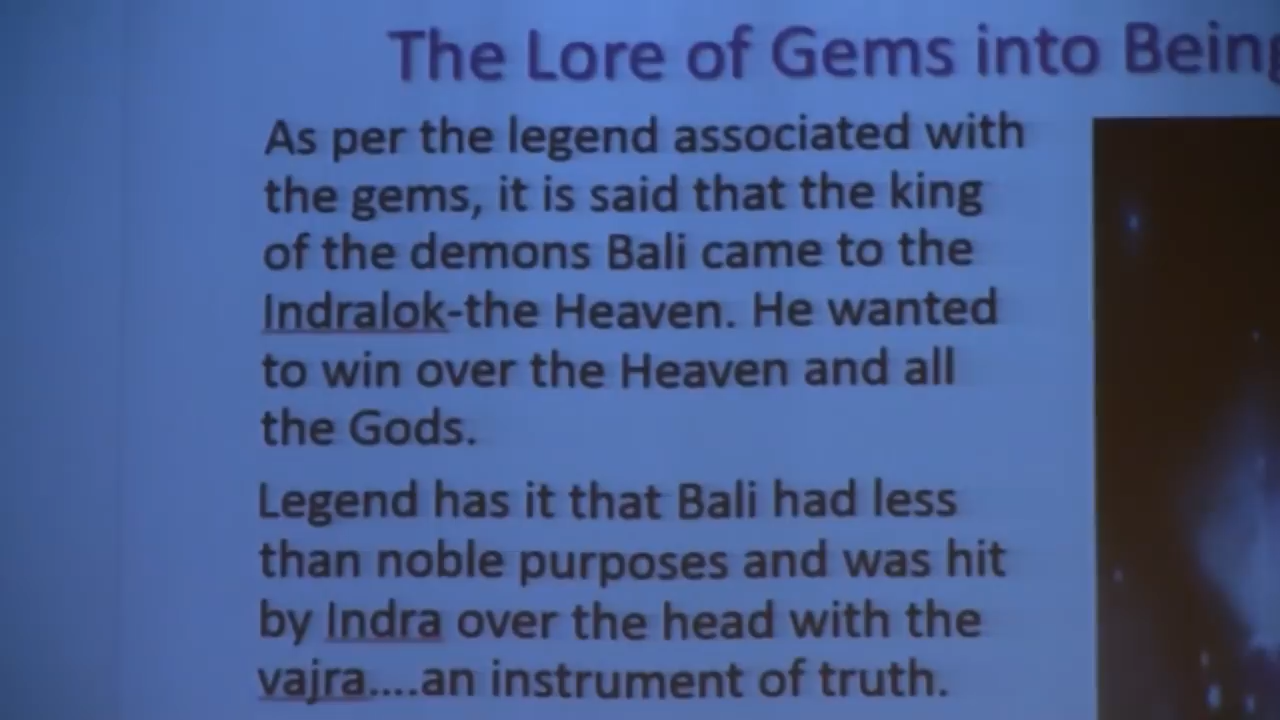 The Lore of Gems into Being
As per the legend associated with
the gems, it is said that the king
of the demons Bali came to the
Indralok-the Heaven. He wanted
to win over the Heaven and all
the Gods.
Legend has it that Bali had less
than noble purposes and was hit
by Indra over the head with the
vajra....an instrument of truth.